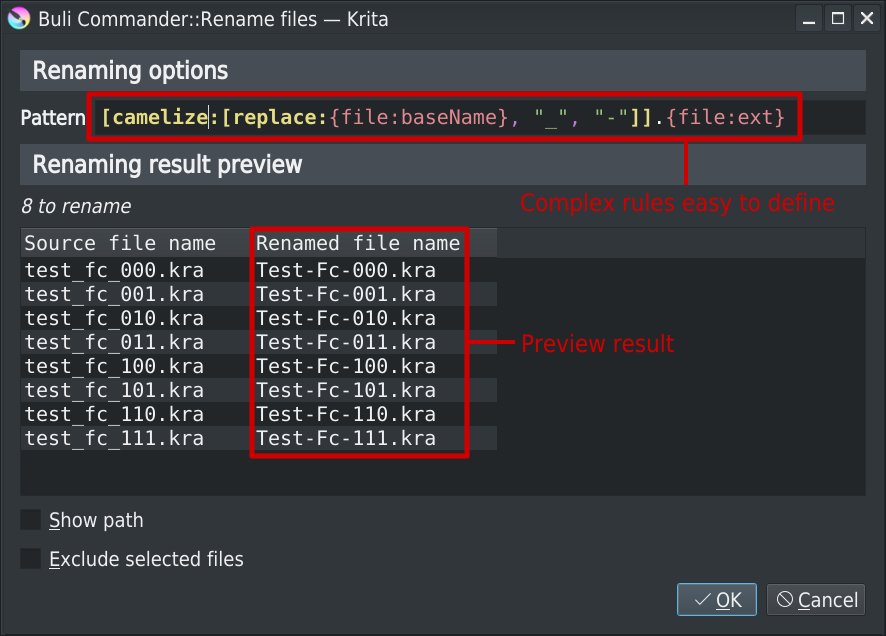 Buli Commander::Rename files — Krita
Renaming options
Pattern [camelize:[replace:{file:baseName}, "_", "-"]].{file:ext}
Renaming result preview
8 to rename
Complex rules easy to define
Source file name Renamed file name
test_fc_000.kra Test-Fc-000.kra
test_fc_001.kra Test-Fc-001.kra
test_fc_010.kra Test-Fc-010.kra
test_fc_011.kra Test-Fc-011.kra
Preview result
test_fc_100.kra Test-Fc-100.kra
test_fc_101.kra Test-Fc-101.kra
test_fc_110.kra Test-Fc-110.kra
test_fc_111.kra Test-Fc-111.kra
Show path
Exclude selected files
OK Cancel